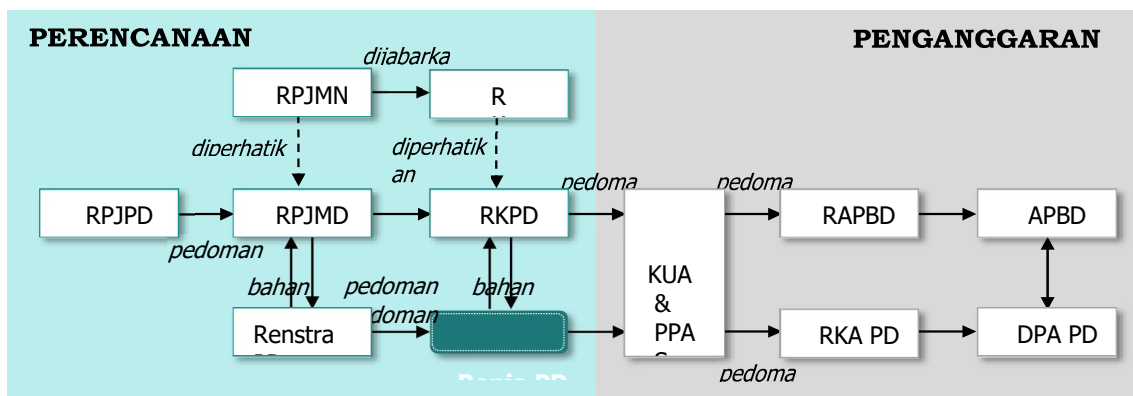 PERENCANAAN
PENGANGGARAN
dijabarka
RPJMN
R
diperhatik
diperhatik
an
pedoma
pedoma
RPJPD
RPJMD
RKPD
RAPBD
APBD
pedoman
bahan
pedoman
bahan
doman
KUA
&
PPA
Renstra
RKA PD
DPA PD
pedoma